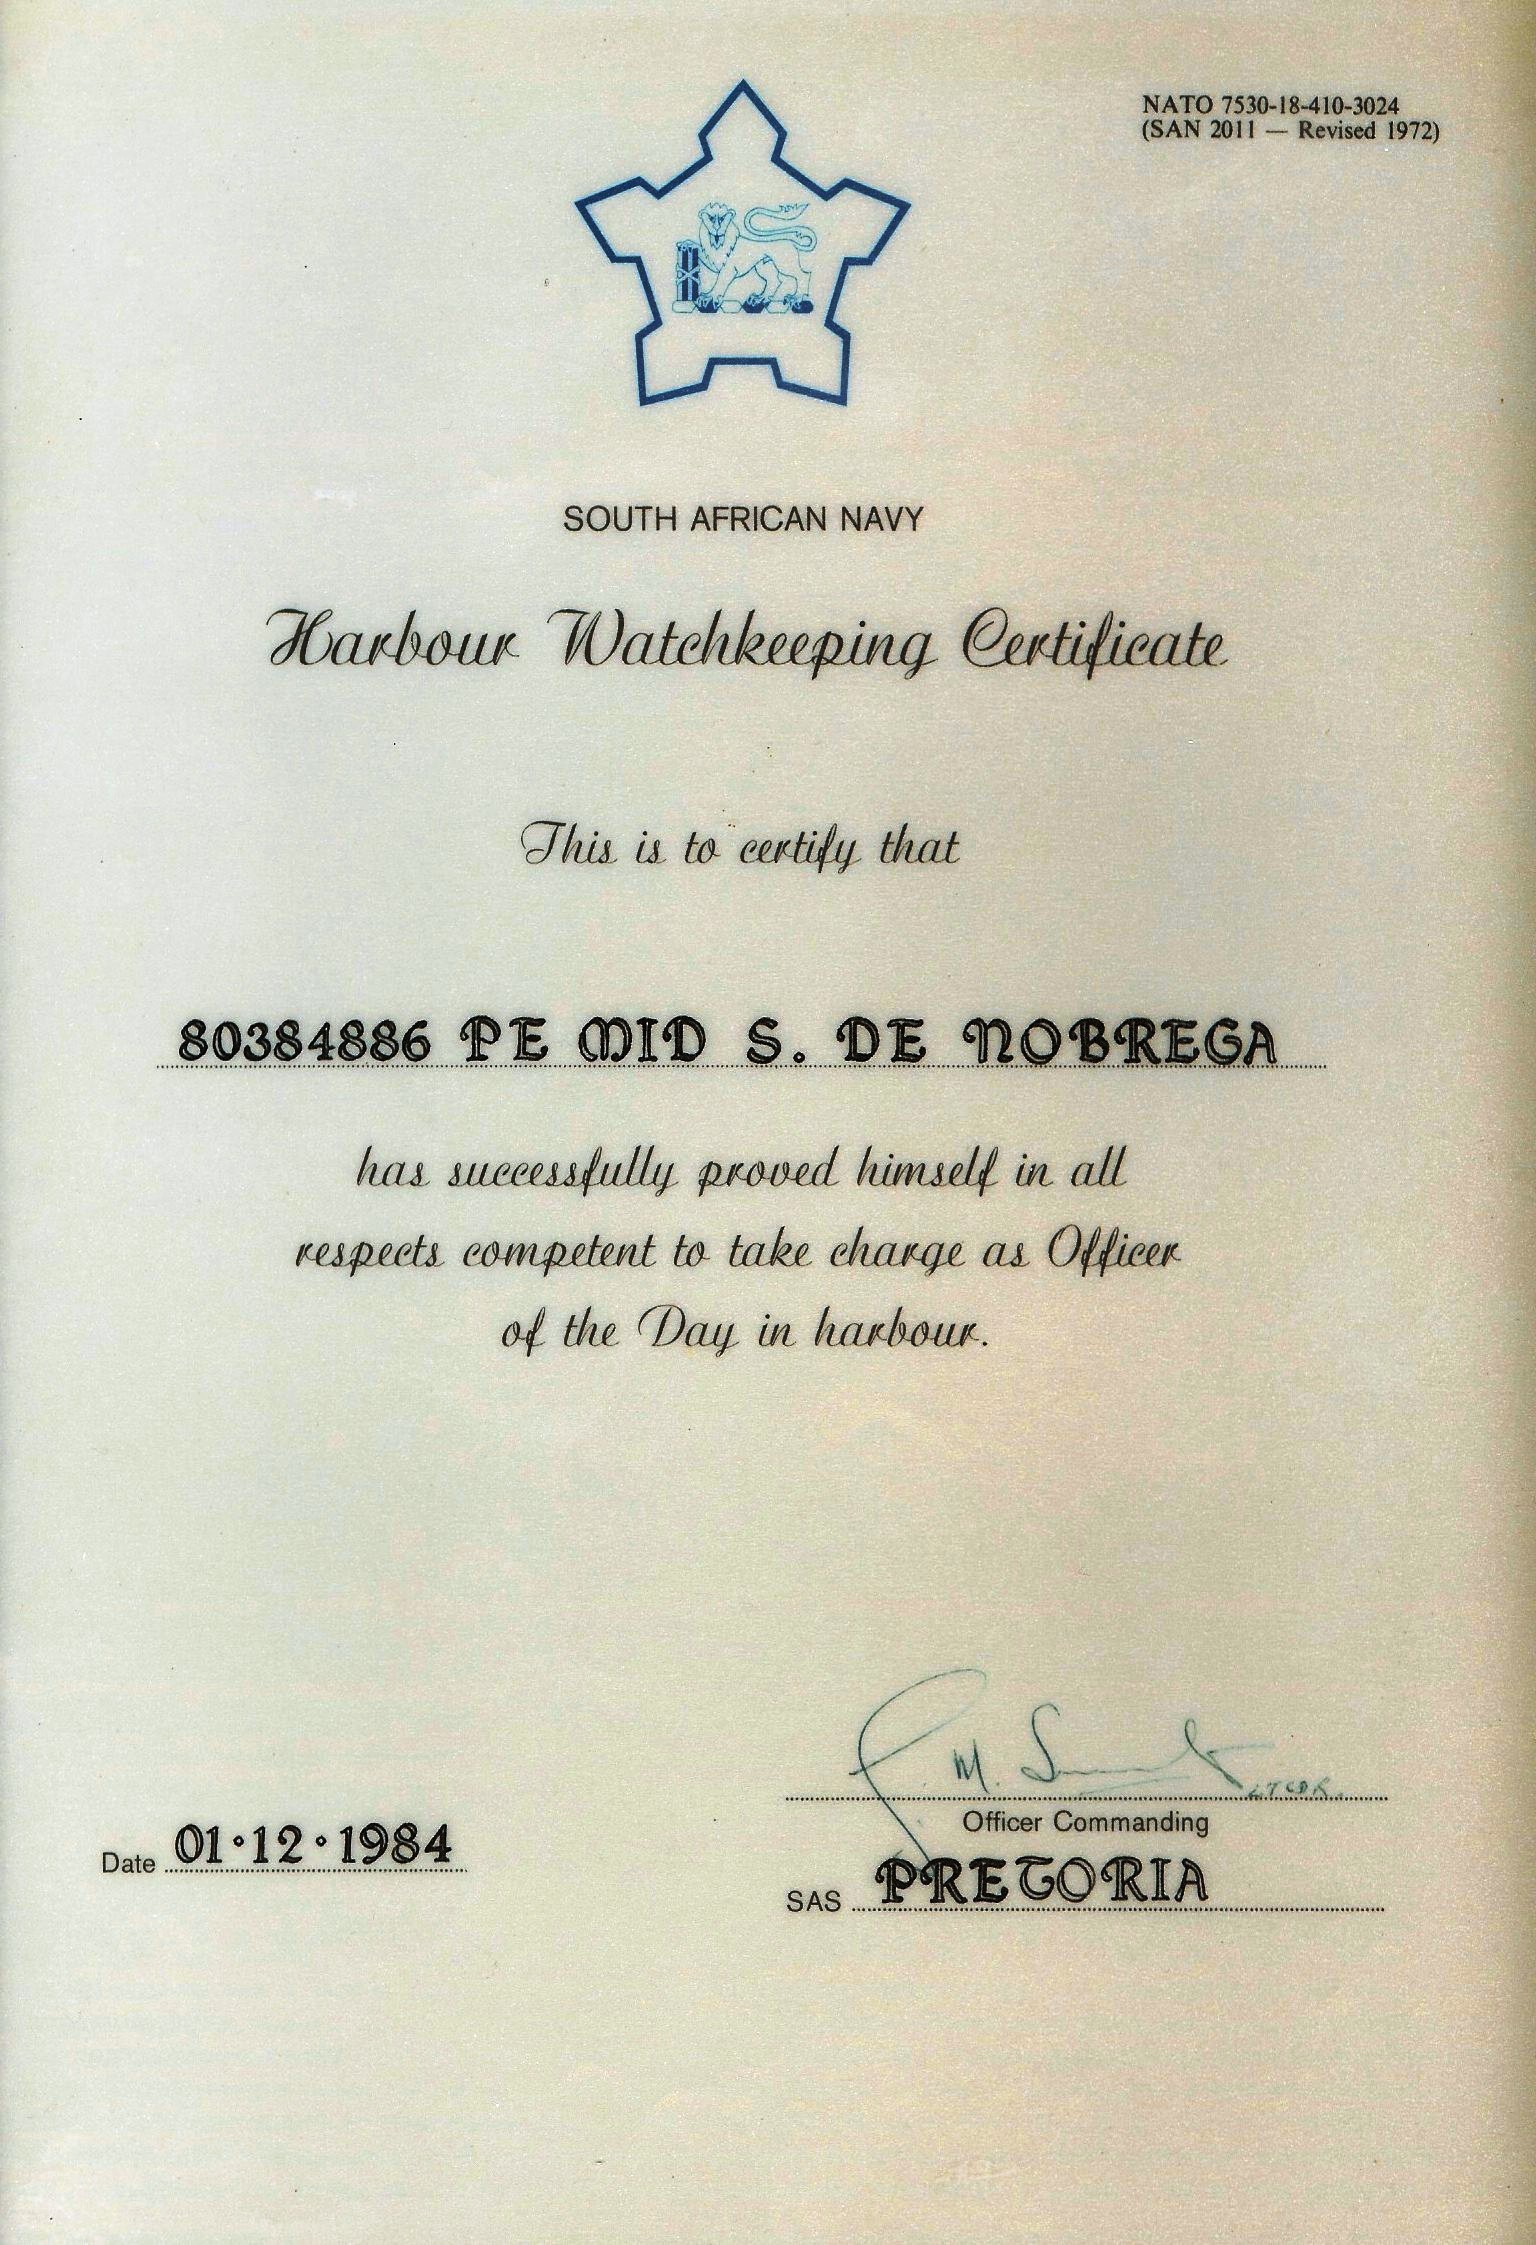 NATO 7530-18-410-3024
(SAN 2011 — Revised 1972)
SOUTH AFRICAN NAVY
Harbour Watchkeeping Certificate
This is to certify that
80384886 PE MID S. DE NOBREGA
has successfully proved himself in all
respects competent to take charge as Officer
of the Day in harbour.
M. LTCDR.
Officer Commanding
Date 01·12·1984
SAS PRETORIA